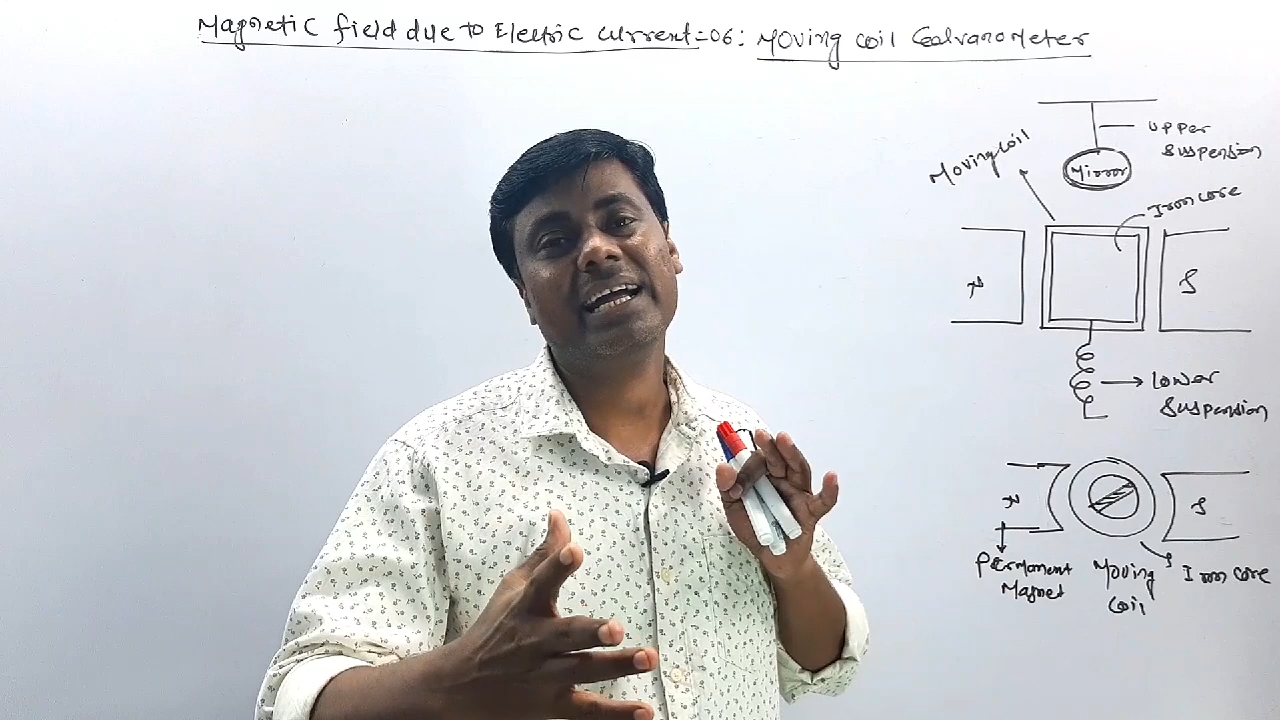 Magnetic field due to Electric current=06: Moving coil Galvanometer
Upper
suspension
Mirror
Moving coil
Iron core
N
S
Lower
suspension
N
S
Permanent
Magnet
Moving
coil
Iron core